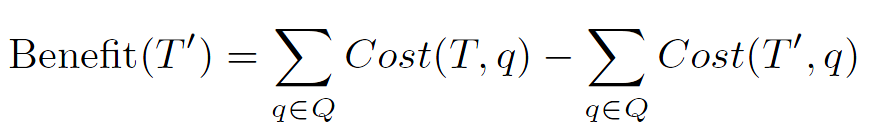 Benefit(T′) = ∑_{q∈Q} Cost(T, q) − ∑_{q∈Q} Cost(T′, q)